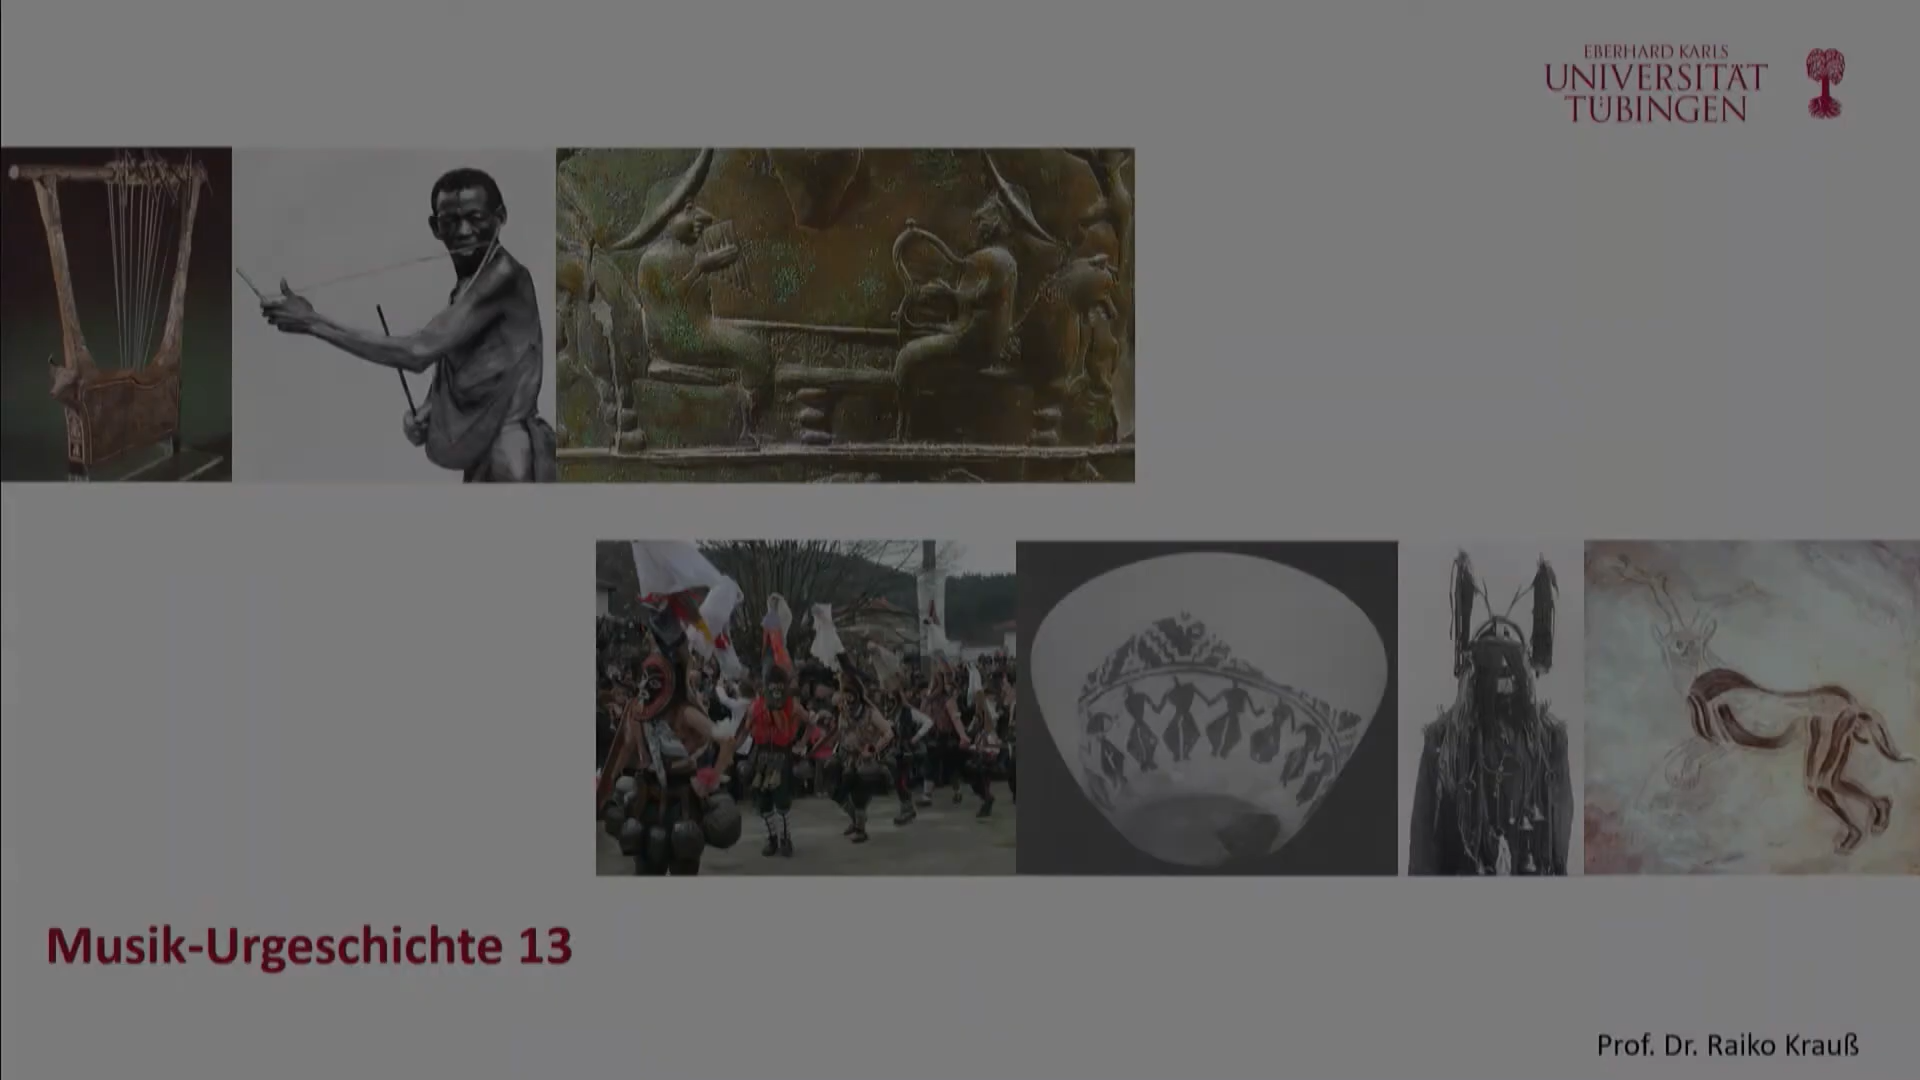 EBERHARD KARLS
UNIVERSITÄT
TÜBINGEN
Musik-Urgeschichte 13
Prof. Dr. Raiko Krauß